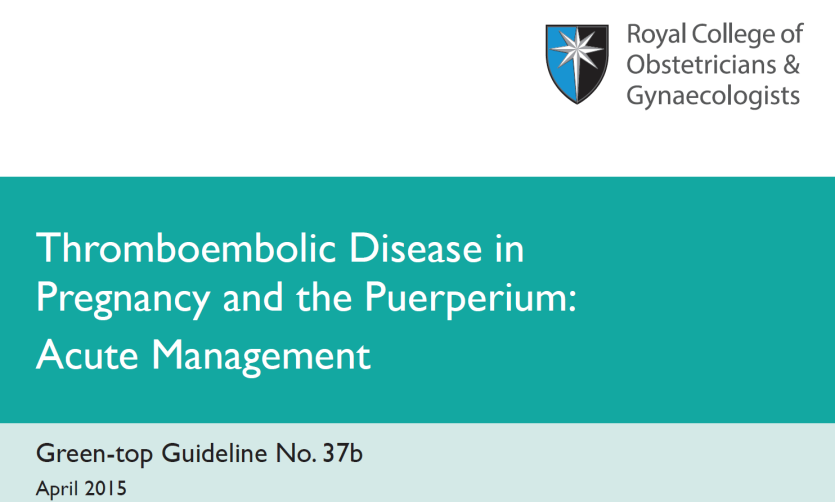 Royal College of
Obstetricians &
Gynaecologists
Thromboembolic Disease in
Pregnancy and the Puerperium:
Acute Management
Green-top Guideline No. 37b
April 2015